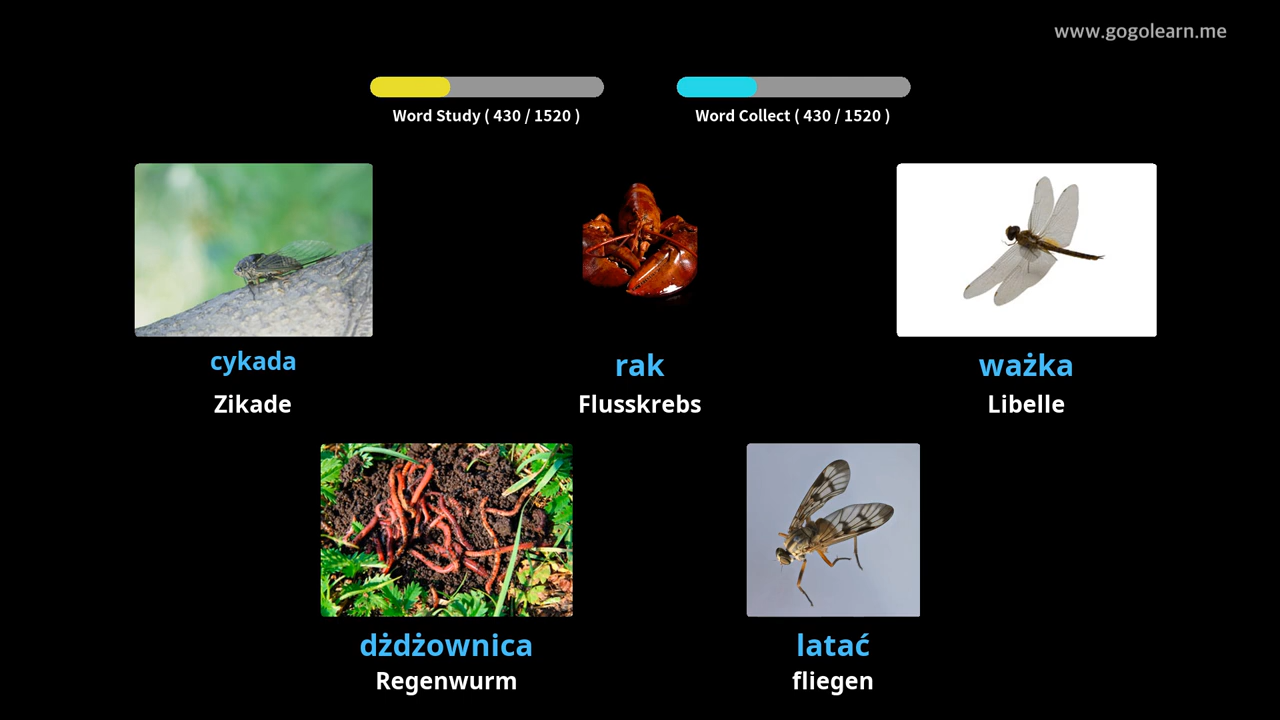 www.gogolearn.me
Word Study ( 430 / 1520 )
Word Collect ( 430 / 1520 )
cykada
Zikade
rak
Flusskrebs
ważka
Libelle
dżdżownica
Regenwurm
latać
fliegen